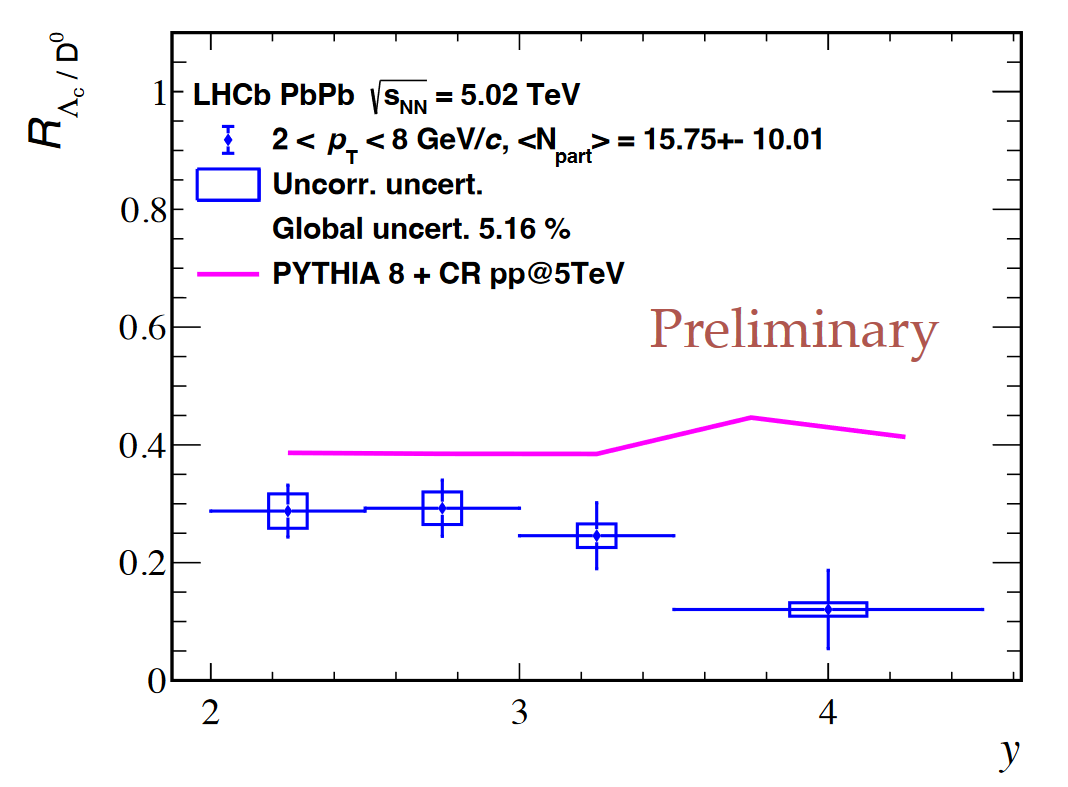 R Λc / D0
1
0.8
0.6
0.4
0.2
0
LHCb PbPb √sNN = 5.02 TeV
2 < pT < 8 GeV/c, <Npart> = 15.75+- 10.01
Uncorr. uncert.
Global uncert. 5.16 %
PYTHIA 8 + CR pp@5TeV
Preliminary
2 3 4
y